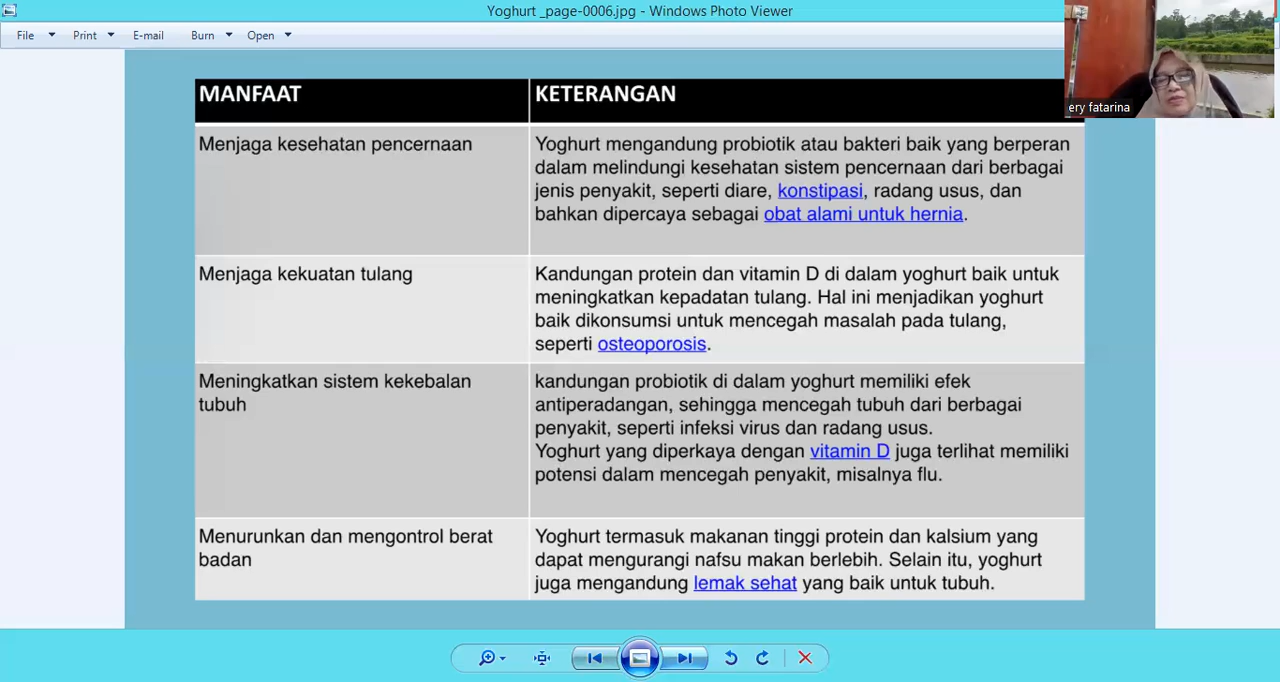 Yoghurt _page-0006.jpg - Windows Photo Viewer
File Print E-mail Burn Open
ery fatarina
MANFAAT
KETERANGAN
Menjaga kesehatan pencernaan
Yoghurt mengandung probiotik atau bakteri baik yang berperan
dalam melindungi kesehatan sistem pencernaan dari berbagai
jenis penyakit, seperti diare, konstipasi, radang usus, dan
bahkan dipercaya sebagai obat alami untuk hernia.
Menjaga kekuatan tulang
Kandungan protein dan vitamin D di dalam yoghurt baik untuk
meningkatkan kepadatan tulang. Hal ini menjadikan yoghurt
baik dikonsumsi untuk mencegah masalah pada tulang,
seperti osteoporosis.
Meningkatkan sistem kekebalan
tubuh
kandungan probiotik di dalam yoghurt memiliki efek
antiperadangan, sehingga mencegah tubuh dari berbagai
penyakit, seperti infeksi virus dan radang usus.
Yoghurt yang diperkaya dengan vitamin D juga terlihat memiliki
potensi dalam mencegah penyakit, misalnya flu.
Menurunkan dan mengontrol berat
badan
Yoghurt termasuk makanan tinggi protein dan kalsium yang
dapat mengurangi nafsu makan berlebih. Selain itu, yoghurt
juga mengandung lemak sehat yang baik untuk tubuh.